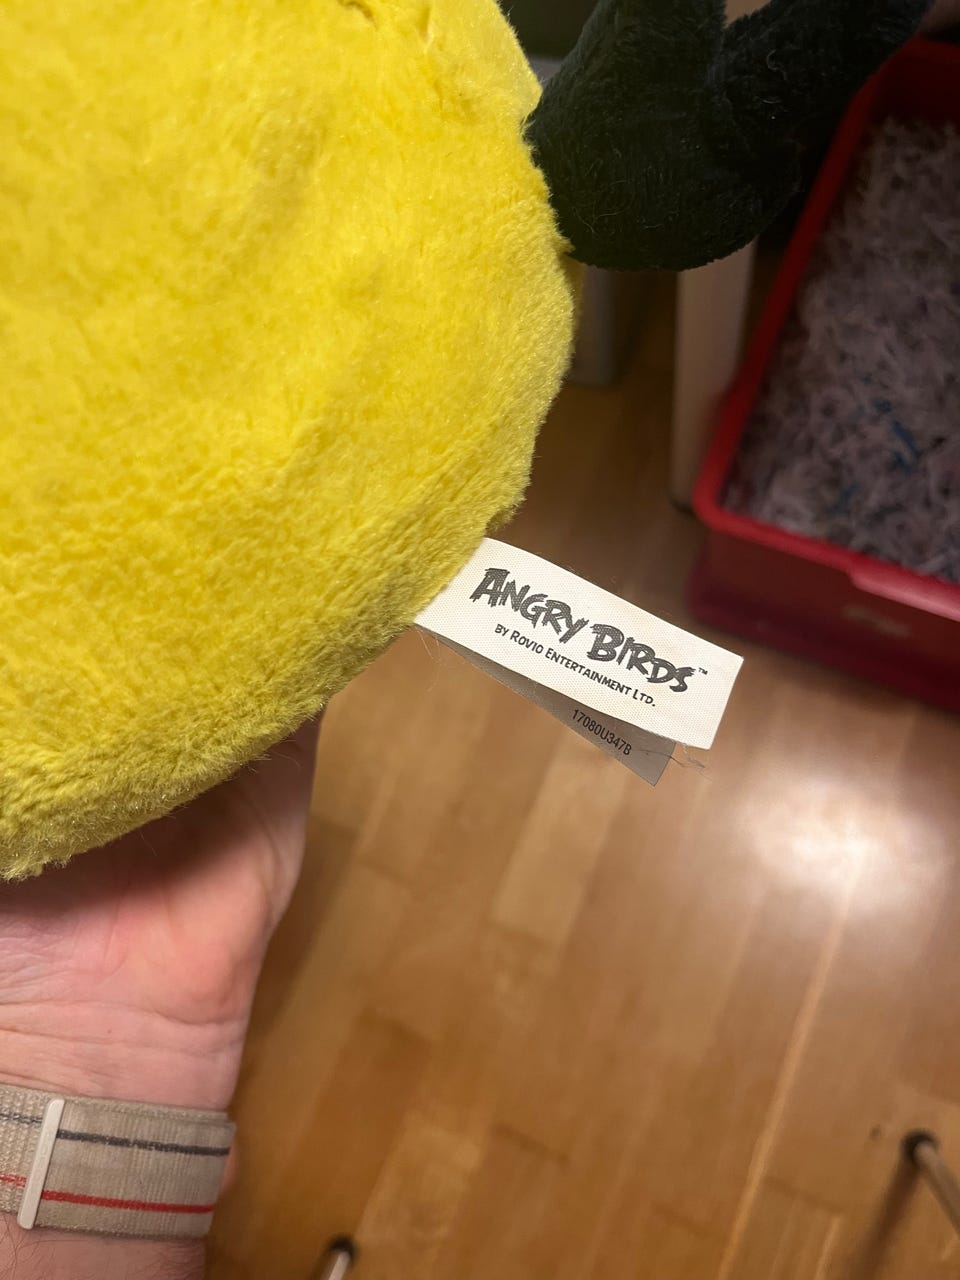 ANGRY BIRDS™
BY ROVIO ENTERTAINMENT LTD.
17080U347B